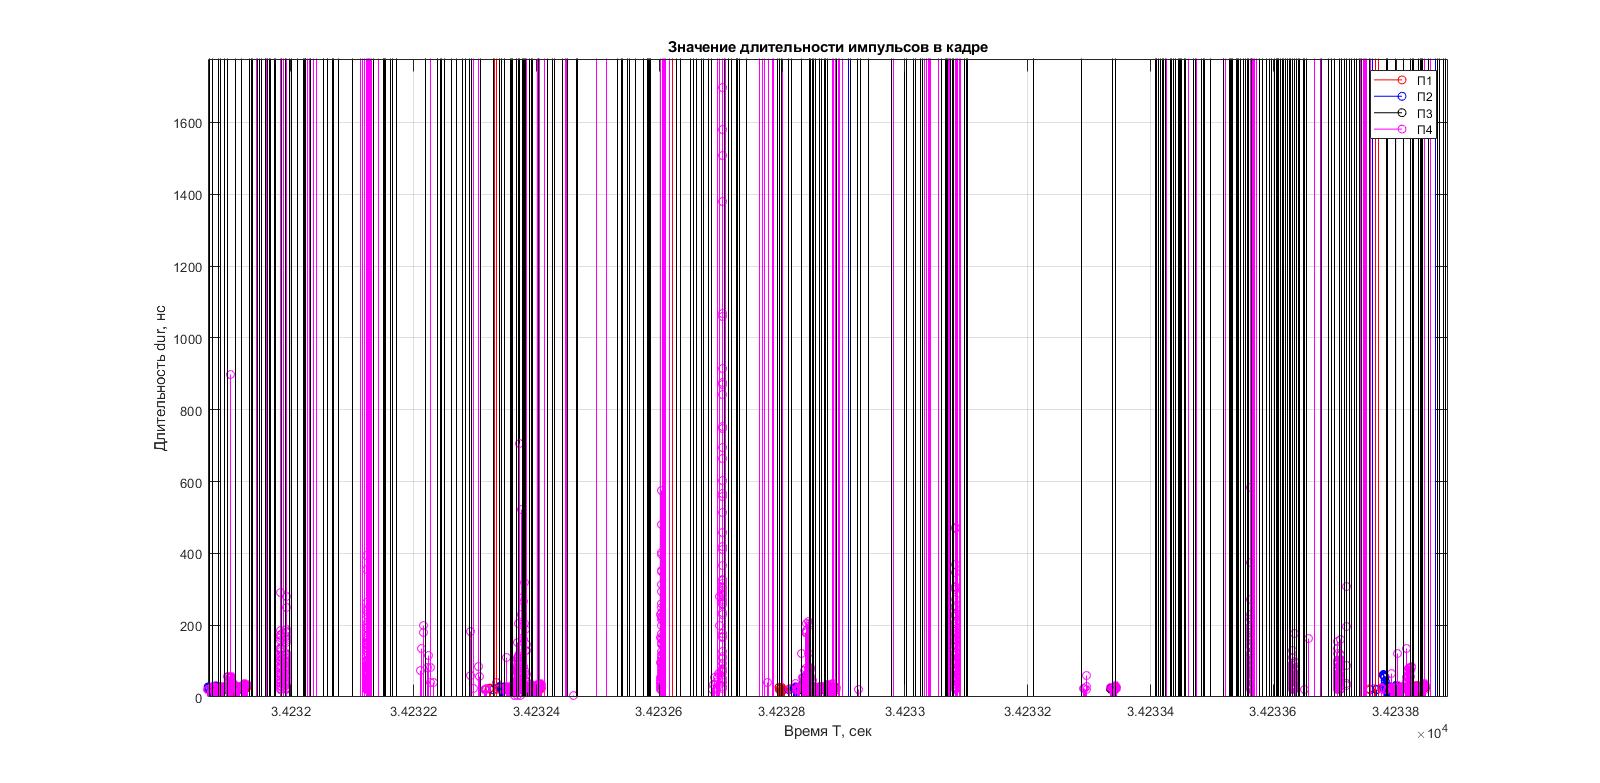 Значение длительности импульсов в кадре
П1
П2
П3
П4
1600
1400
1200
1000
800
600
400
200
0
Длительность dur, нс
3.4232 3.42322 3.42324 3.42326 3.42328 3.4233 3.42332 3.42334 3.42336 3.42338
Время T, сек
×10⁴